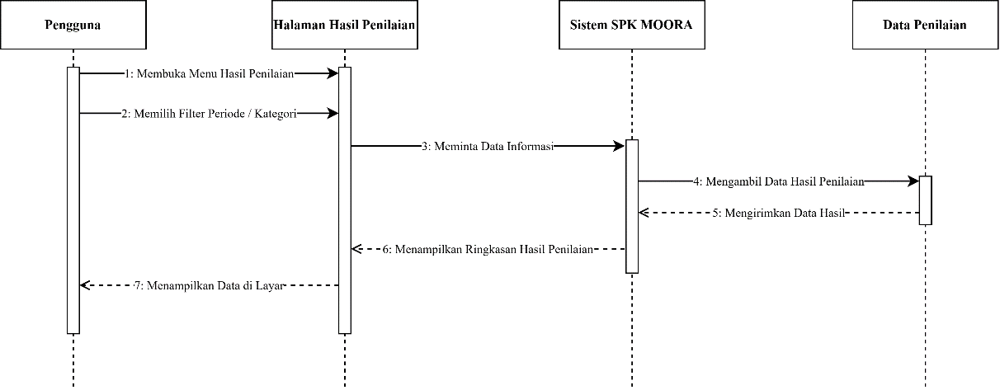 Pengguna
Halaman Hasil Penilaian
Sistem SPK MOORA
Data Penilaian
1: Membuka Menu Hasil Penilaian
2: Memilih Filter Periode / Kategori
3: Meminta Data Informasi
4: Mengambil Data Hasil Penilaian
5: Mengirimkan Data Hasil
6: Menampilkan Ringkasan Hasil Penilaian
7: Menampilkan Data di Layar